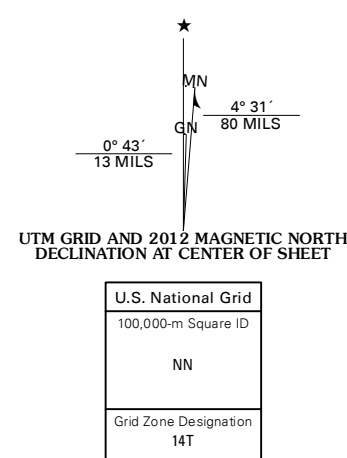 ★
MN
4° 31´
80 MILS
GN
0° 43´
13 MILS
UTM GRID AND 2012 MAGNETIC NORTH
DECLINATION AT CENTER OF SHEET
U.S. National Grid
100,000-m Square ID
NN
Grid Zone Designation
14T